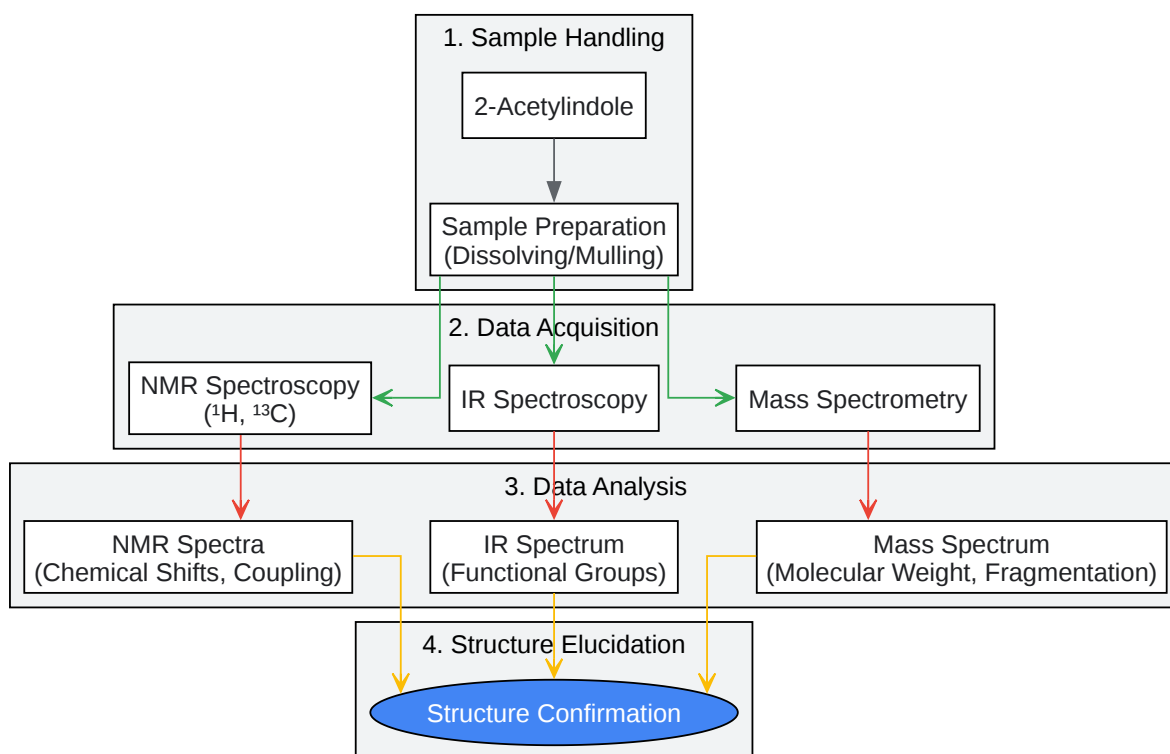 1. Sample Handling
2-Acetylindole
Sample Preparation
(Dissolving/Mulling)
2. Data Acquisition
NMR Spectroscopy
(¹H, ¹³C)
IR Spectroscopy
Mass Spectrometry
3. Data Analysis
NMR Spectra
(Chemical Shifts, Coupling)
IR Spectrum
(Functional Groups)
Mass Spectrum
(Molecular Weight, Fragmentation)
4. Structure Elucidation
Structure Confirmation